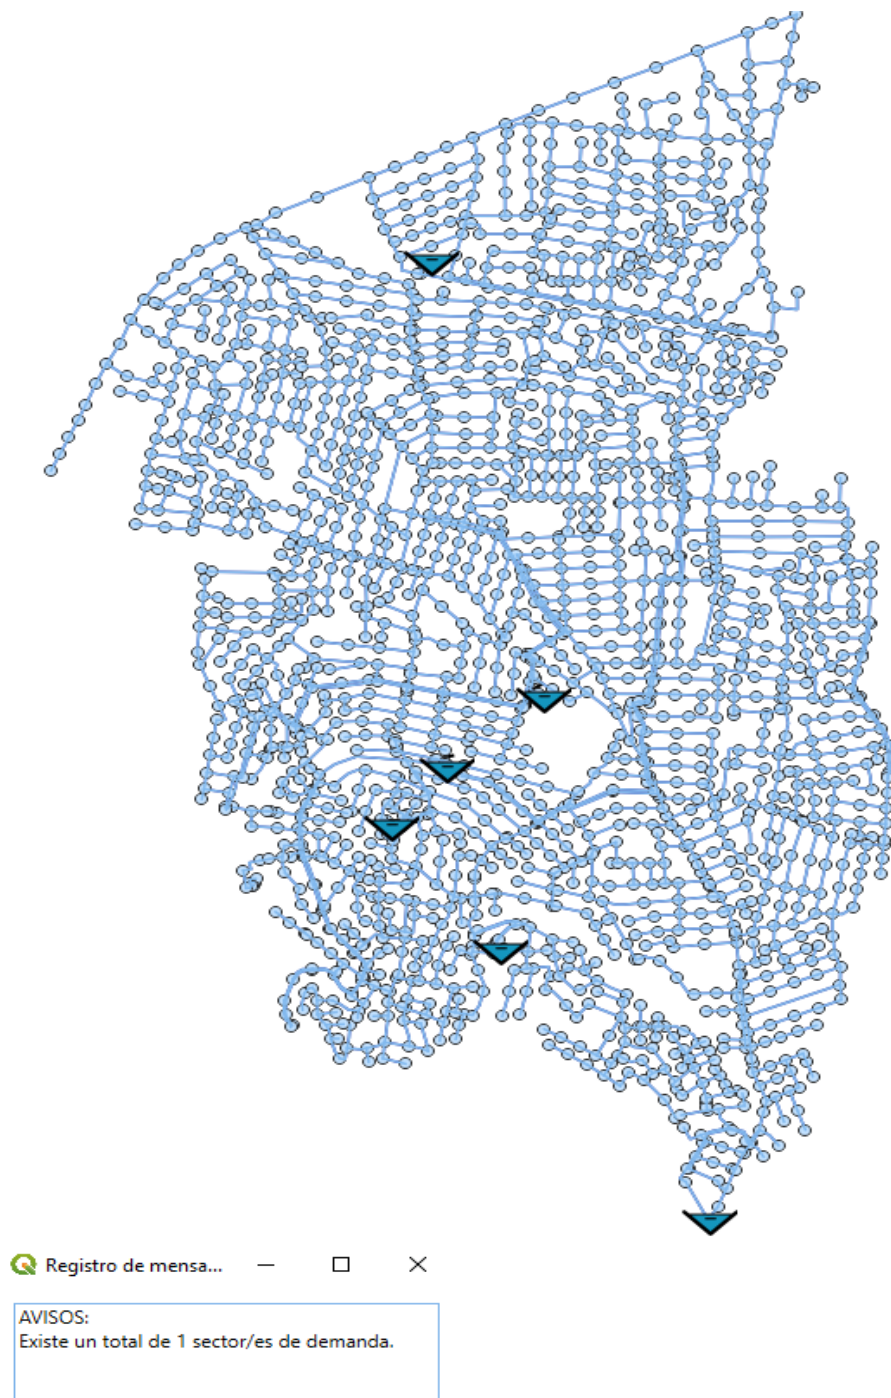 Registro de mensa...
AVISOS:
Existe un total de 1 sector/es de demanda.